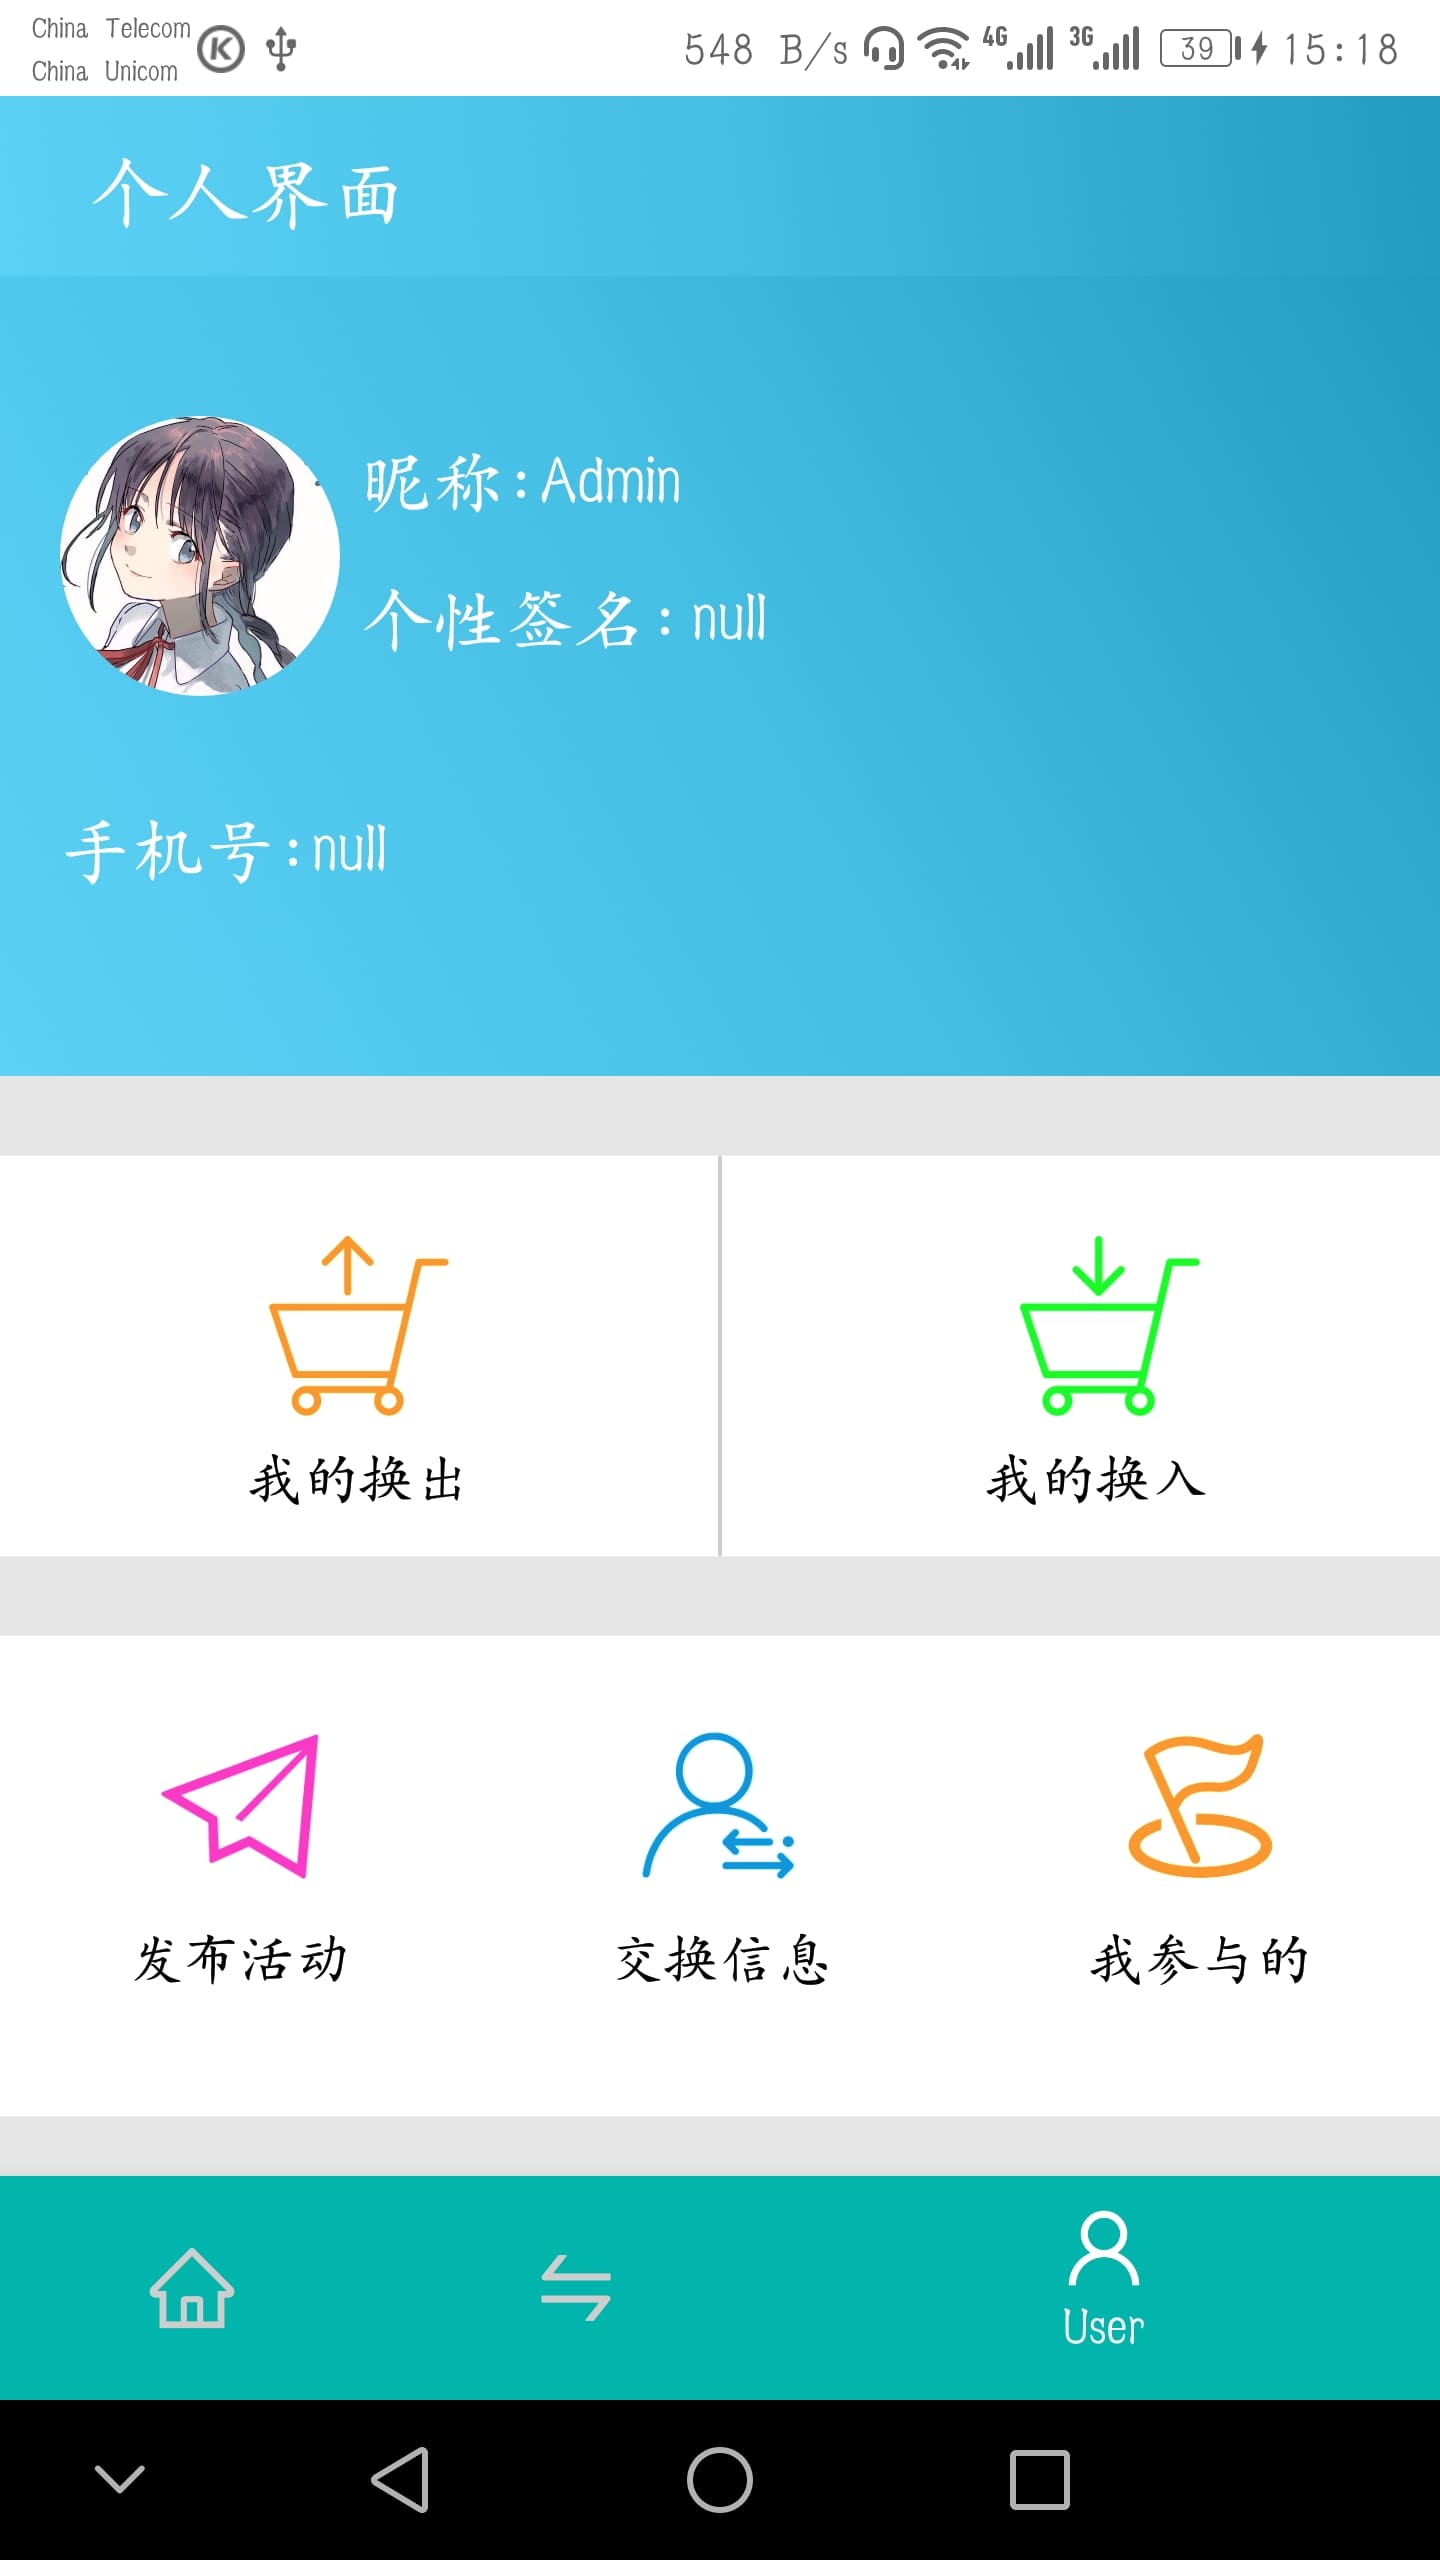 China Telecom
China Unicom
K
548 B/s
4G
3G
39
15:18
个人界面
昵称:Admin
个性签名: null
手机号:null
我的换出
我的换入
发布活动
交换信息
我参与的
User